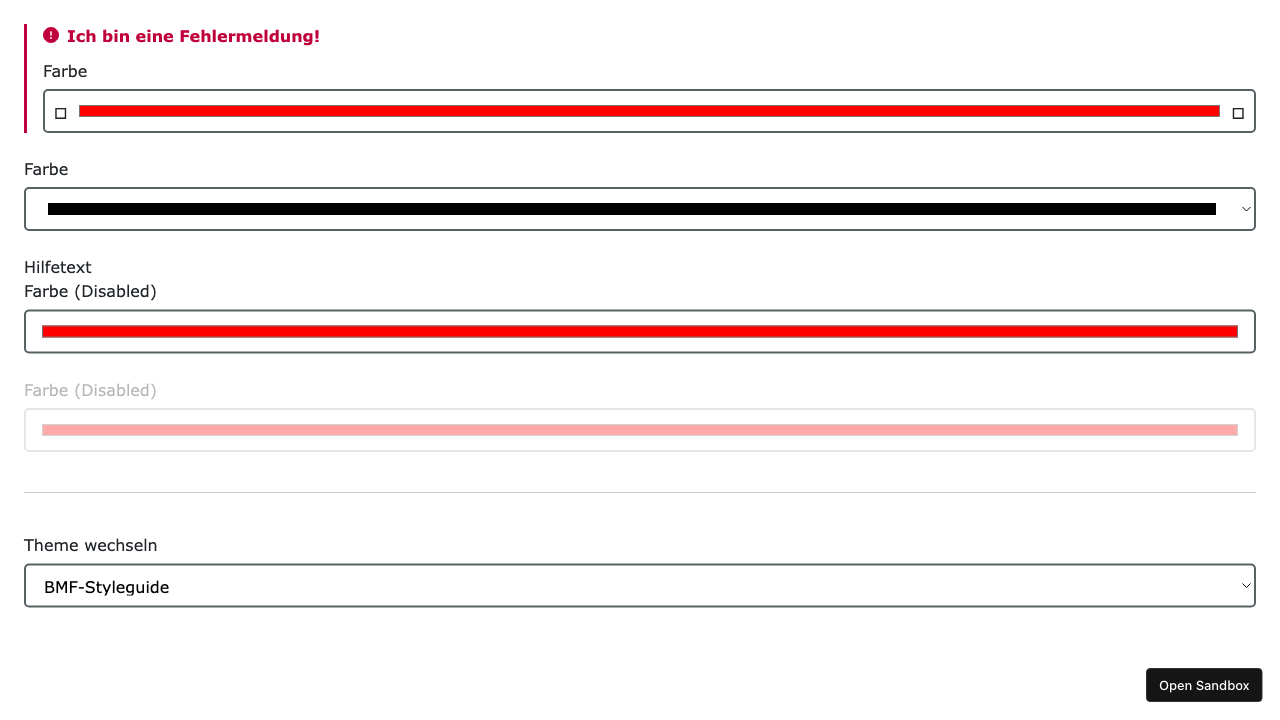 Ich bin eine Fehlermeldung!
Farbe
Farbe
Hilfetext
Farbe (Disabled)
Farbe (Disabled)
Theme wechseln
BMF-Styleguide
Open Sandbox